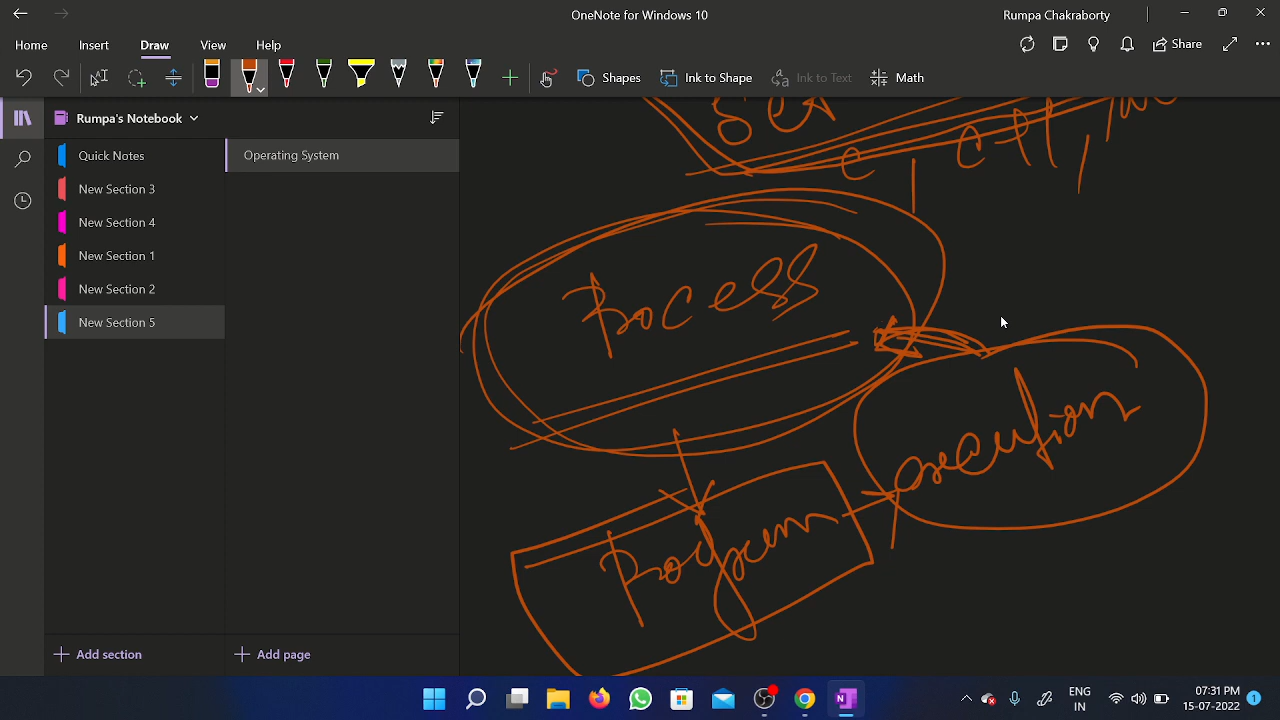 OneNote for Windows 10
Rumpa Chakraborty
Home Insert Draw View Help
Share
Shapes Ink to Shape Ink to Text Math
Rumpa's Notebook
Quick Notes
New Section 3
New Section 4
New Section 1
New Section 2
New Section 5
Add section
Operating System
Add page
C, C++,
Process
execution
Program
ENG
IN
07:31 PM
15-07-2022
1